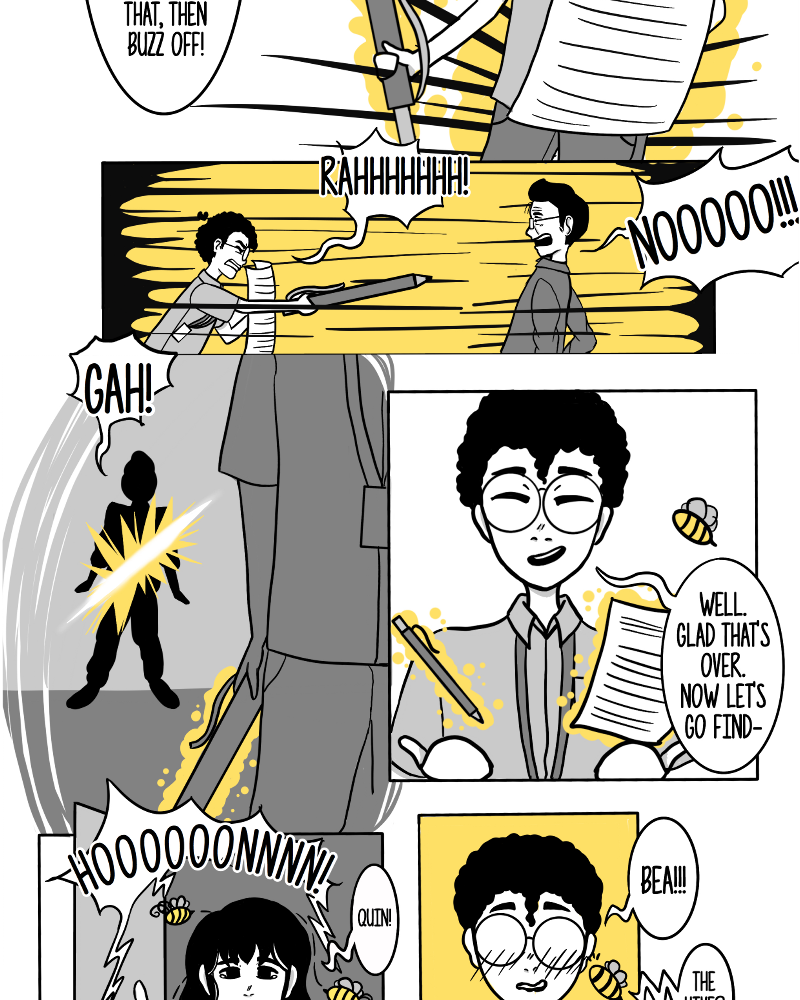 THAT, THEN
BUZZ OFF!
RAHHHHHHH!
NOOOOO!!!
GAH!
WELL.
GLAD THAT'S
OVER.
NOW LET'S
GO FIND-
HOOOOOONNNN!
QUIN!
BEA!!!
THE